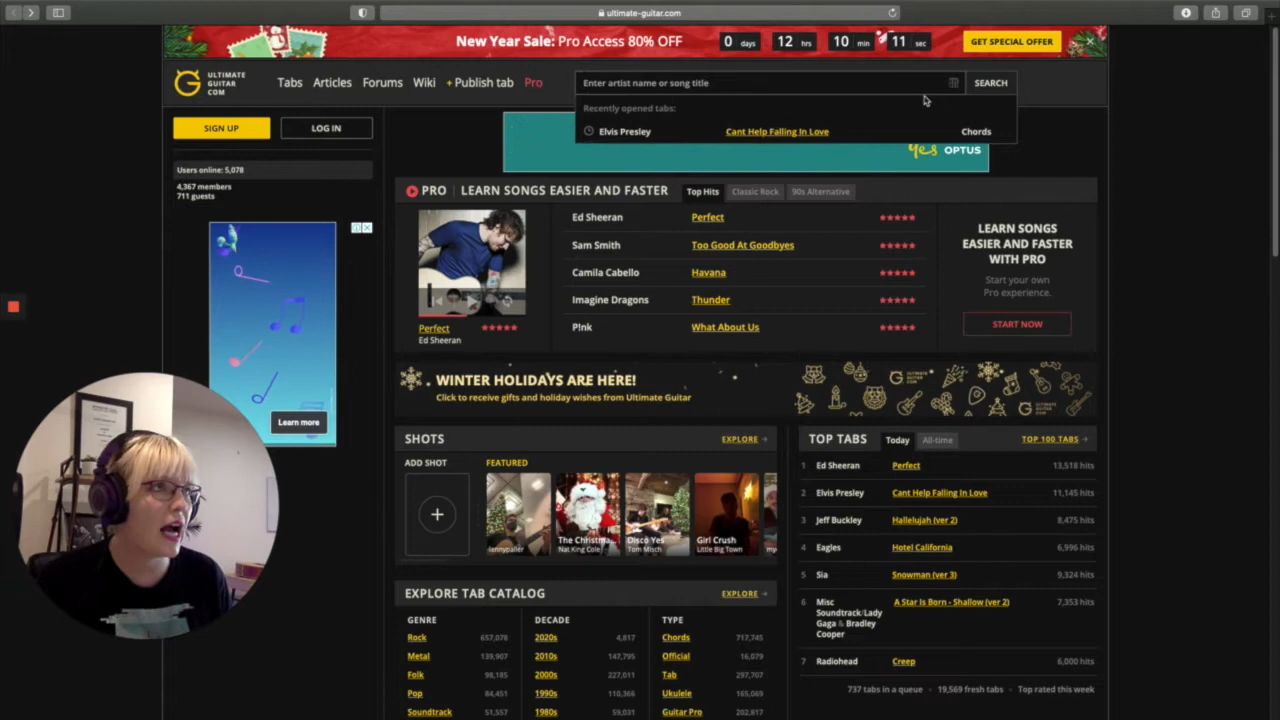 ultimate-guitar.com
New Year Sale: Pro Access 80% OFF
0 days 12 hrs 10 min 11 sec
GET SPECIAL OFFER
ULTIMATE
GUITAR
COM
Tabs Articles Forums Wiki + Publish tab Pro
Enter artist name or song title
SEARCH
Recently opened tabs:
Elvis Presley Cant Help Falling In Love Chords
SIGN UP
LOG IN
yes OPTUS
Users online: 5,078
4,367 members
711 guests
Learn more
PRO LEARN SONGS EASIER AND FASTER
Top Hits Classic Rock 90s Alternative
Perfect
Ed Sheeran
Ed Sheeran Perfect
Sam Smith Too Good At Goodbyes
Camila Cabello Havana
Imagine Dragons Thunder
P!nk What About Us
LEARN SONGS
EASIER AND FASTER
WITH PRO
Start your own
Pro experience.
START NOW
WINTER HOLIDAYS ARE HERE!
Click to receive gifts and holiday wishes from Ultimate Guitar
GUITAR.COM
SHOTS
EXPLORE
ADD SHOT
FEATURED
lennypaller
The Christma...
Nat King Cole
Disco Yes
Tom Misch
Girl Crush
Little Big Town
my
EXPLORE TAB CATALOG
EXPLORE
GENRE
Rock 657,078
Metal 139,907
Folk 198,227
Pop 84,451
Soundtrack 51,557
DECADE
2020s 4,817
2010s 147,795
2000s 227,011
1990s 110,366
1980s 59,031
TYPE
Chords 717,745
Official 16,079
Tab 297,707
Ukulele 165,069
Guitar Pro 202,817
TOP TABS
Today All-time
TOP 100 TABS
1 Ed Sheeran Perfect 13,518 hits
2 Elvis Presley Cant Help Falling In Love 11,145 hits
3 Jeff Buckley Hallelujah (ver 2) 8,475 hits
4 Eagles Hotel California 6,996 hits
5 Sia Snowman (ver 3) 9,324 hits
6 Misc A Star Is Born - Shallow (ver 2) 7,353 hits
Soundtrack/Lady
Gaga & Bradley
Cooper
7 Radiohead Creep 6,000 hits
737 tabs in a queue • 19,569 fresh tabs • Top rated this week